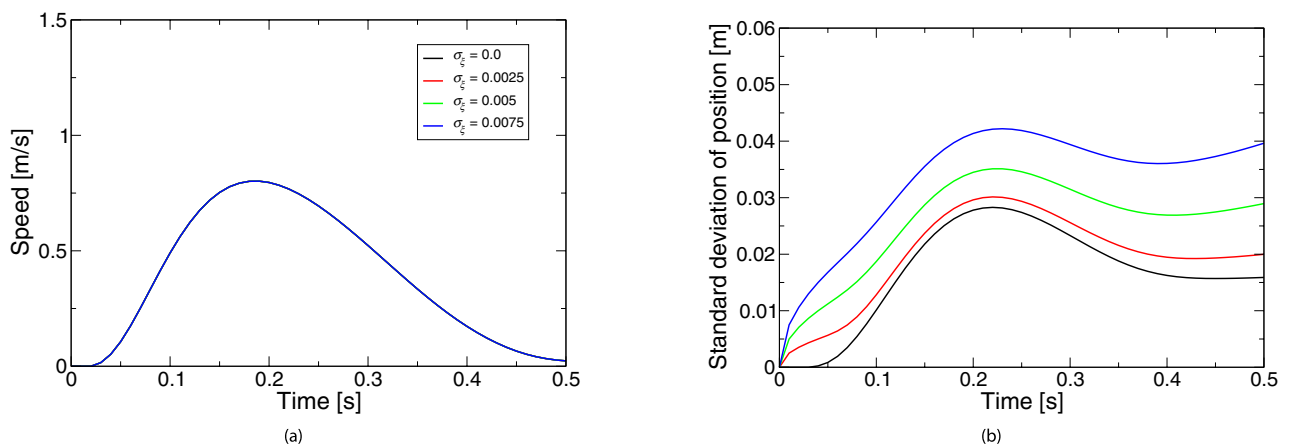 Speed [m/s]
1.5
1
0.5
0
0
0.1
0.2
0.3
0.4
0.5
Time [s]
σξ = 0.0
σξ = 0.0025
σξ = 0.005
σξ = 0.0075
(a)
Standard deviation of position [m]
0.06
0.05
0.04
0.03
0.02
0.01
0
0
0.1
0.2
0.3
0.4
0.5
Time [s]
(b)